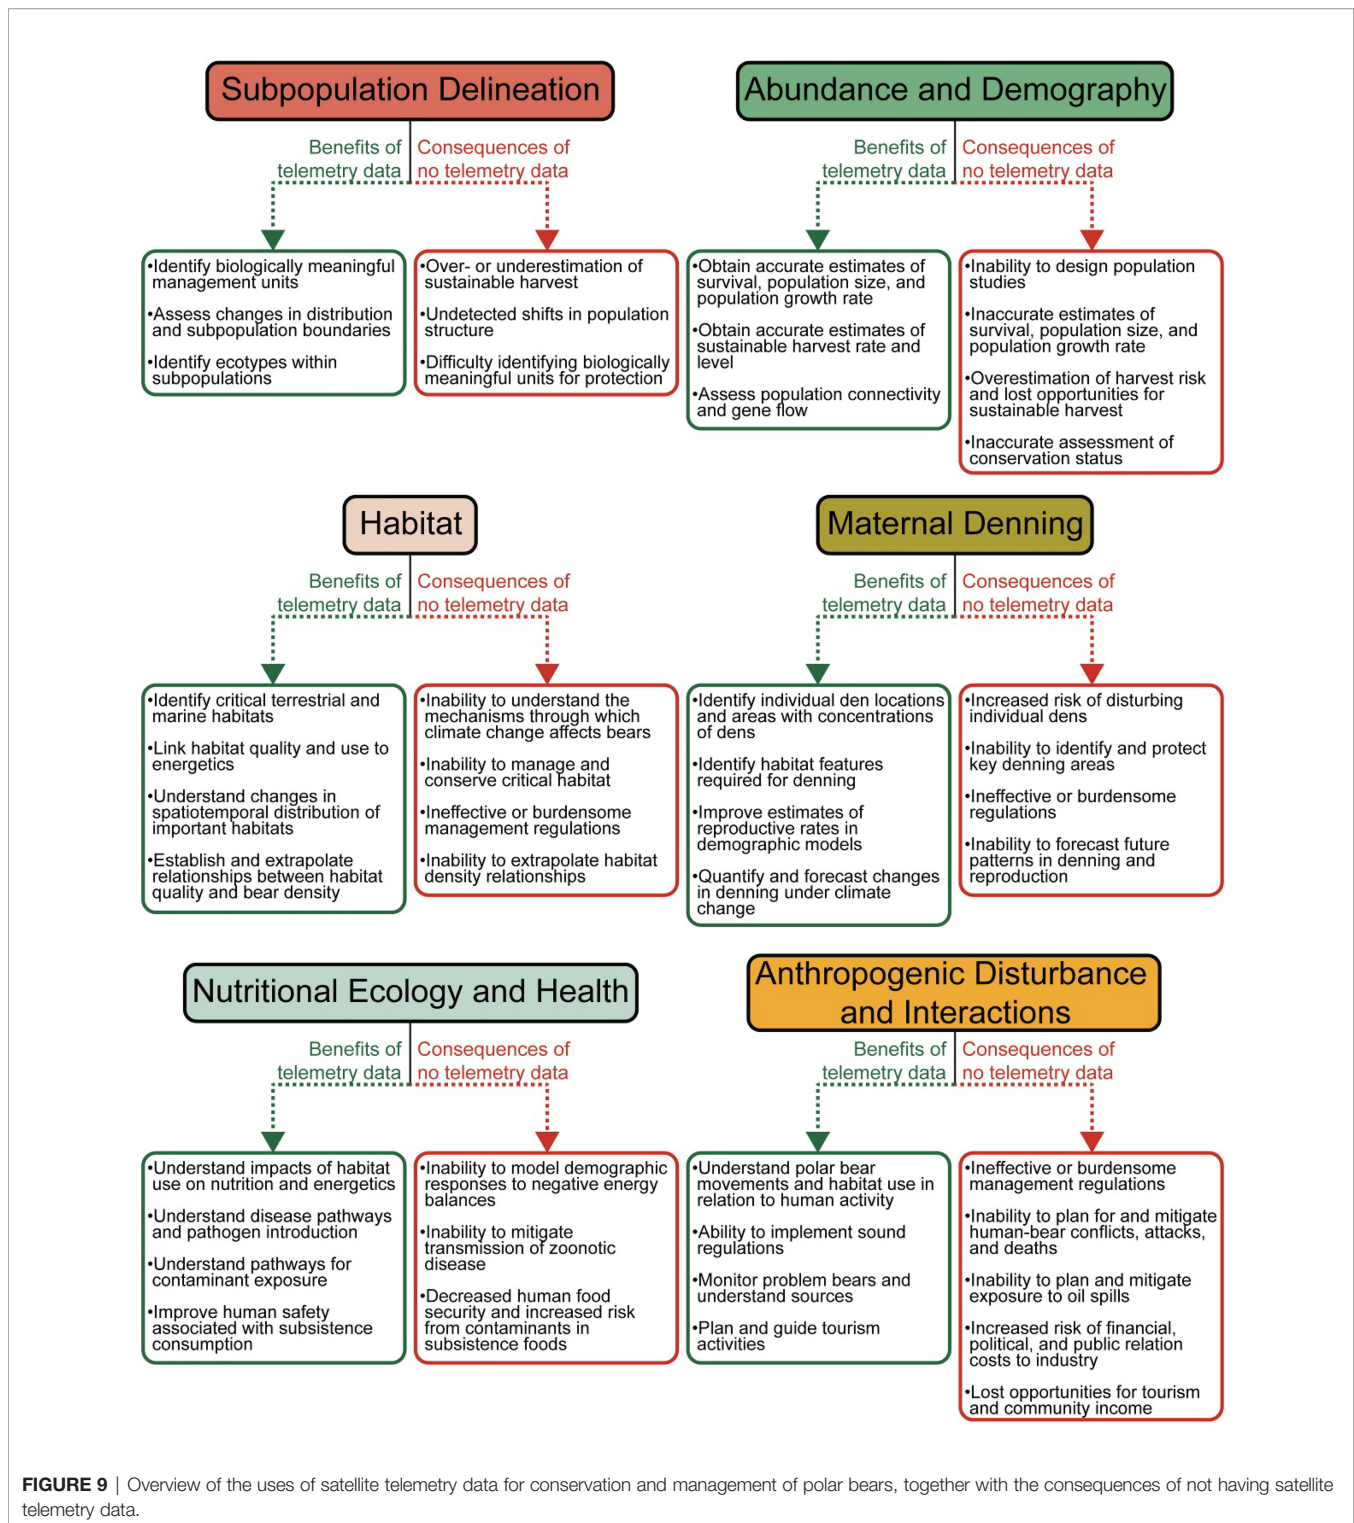 Subpopulation Delineation
Benefits of
telemetry data
Consequences of
no telemetry data
•Identify biologically meaningful
management units
•Assess changes in distribution
and subpopulation boundaries
•Identify ecotypes within
subpopulations
•Over- or underestimation of
sustainable harvest
•Undetected shifts in population
structure
•Difficulty identifying biologically
meaningful units for protection
Abundance and Demography
Benefits of
telemetry data
Consequences of
no telemetry data
•Obtain accurate estimates of
survival, population size, and
population growth rate
•Obtain accurate estimates of
sustainable harvest rate and
level
•Assess population connectivity
and gene flow
•Inability to design population
studies
•Inaccurate estimates of
survival, population size, and
population growth rate
•Overestimation of harvest risk
and lost opportunities for
sustainable harvest
•Inaccurate assessment of
conservation status
Habitat
Benefits of
telemetry data
Consequences of
no telemetry data
•Identify critical terrestrial and
marine habitats
•Link habitat quality and use to
energetics
•Understand changes in
spatiotemporal distribution of
important habitats
•Establish and extrapolate
relationships between habitat
quality and bear density
•Inability to understand the
mechanisms through which
climate change affects bears
•Inability to manage and
conserve critical habitat
•Ineffective or burdensome
management regulations
•Inability to extrapolate habitat
density relationships
Maternal Denning
Benefits of
telemetry data
Consequences of
no telemetry data
•Identify individual den locations
and areas with concentrations
of dens
•Identify habitat features
required for denning
•Improve estimates of
reproductive rates in
demographic models
•Quantify and forecast changes
in denning under climate
change
•Increased risk of disturbing
individual dens
•Inability to identify and protect
key denning areas
•Ineffective or burdensome
regulations
•Inability to forecast future
patterns in denning and
reproduction
Nutritional Ecology and Health
Benefits of
telemetry data
Consequences of
no telemetry data
•Understand impacts of habitat
use on nutrition and energetics
•Understand disease pathways
and pathogen introduction
•Understand pathways for
contaminant exposure
•Improve human safety
associated with subsistence
consumption
•Inability to model demographic
responses to negative energy
balances
•Inability to mitigate
transmission of zoonotic
disease
•Decreased human food
security and increased risk
from contaminants in
subsistence foods
Anthropogenic Disturbance
and Interactions
Benefits of
telemetry data
Consequences of
no telemetry data
•Understand polar bear
movements and habitat use in
relation to human activity
•Ability to implement sound
regulations
•Monitor problem bears and
understand sources
•Plan and guide tourism
activities
•Ineffective or burdensome
management regulations
•Inability to plan for and mitigate
human-bear conflicts, attacks,
and deaths
•Inability to plan and mitigate
exposure to oil spills
•Increased risk of financial,
political, and public relation
costs to industry
•Lost opportunities for tourism
and community income
FIGURE 9 | Overview of the uses of satellite telemetry data for conservation and management of polar bears, together with the consequences of not having satellite
telemetry data.